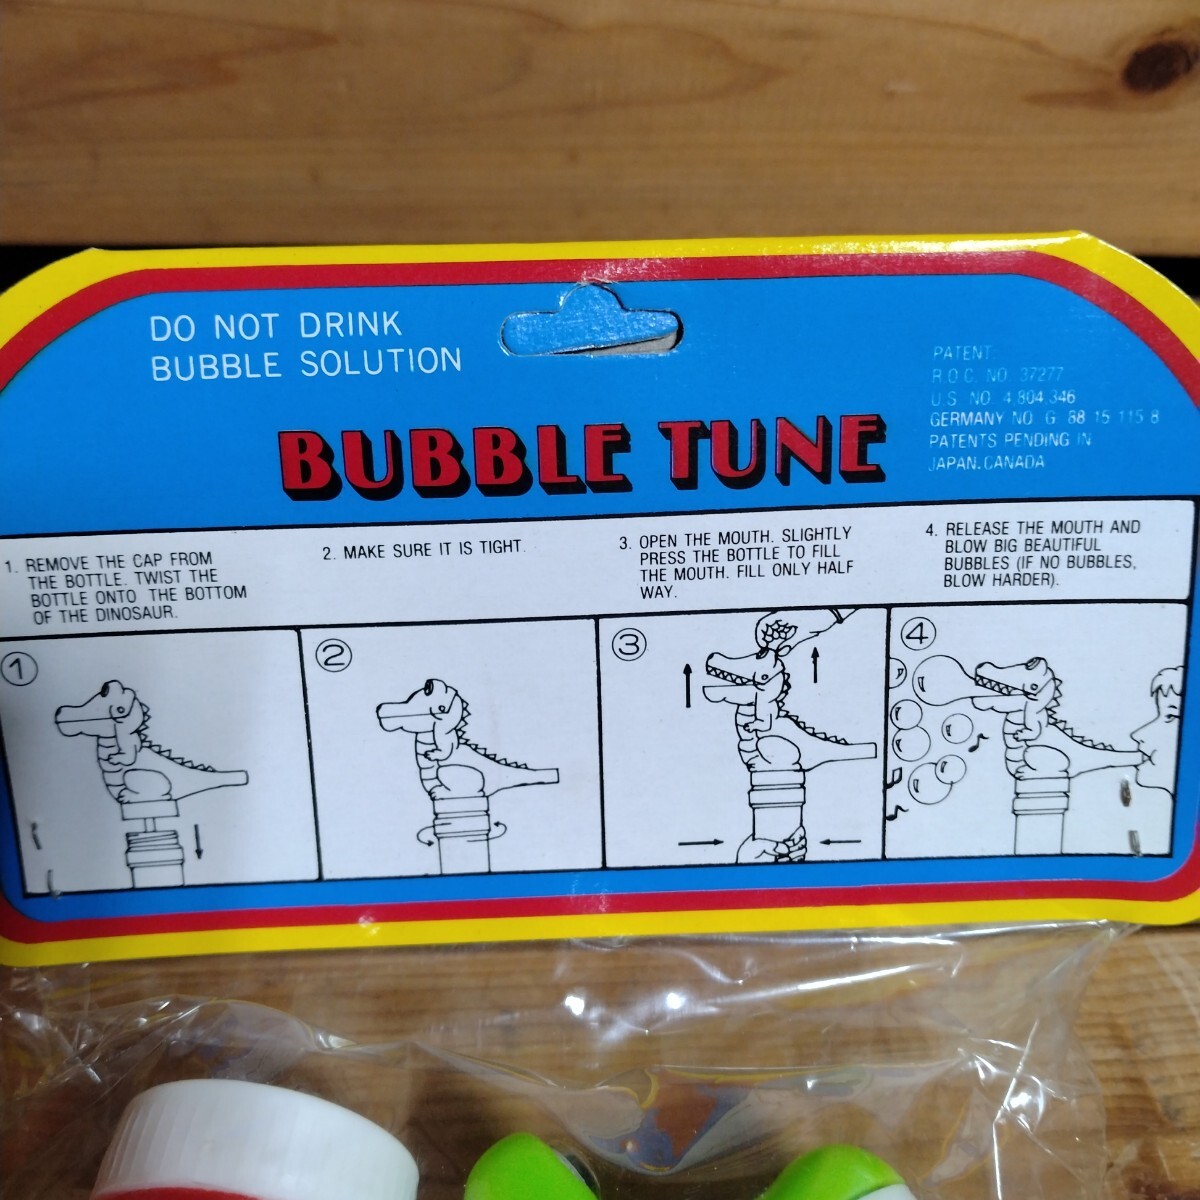 DO NOT DRINK
BUBBLE SOLUTION
PATENT.
R.O.C. NO. 37277
U.S. NO. 4.804.346
GERMANY NO. G 88 15 115 8
PATENTS PENDING IN
JAPAN.CANADA
BUBBLE TUNE
1. REMOVE THE CAP FROM
THE BOTTLE. TWIST THE
BOTTLE ONTO THE BOTTOM
OF THE DINOSAUR.
2. MAKE SURE IT IS TIGHT.
3. OPEN THE MOUTH. SLIGHTLY
PRESS THE BOTTLE TO FILL
THE MOUTH. FILL ONLY HALF
WAY.
4. RELEASE THE MOUTH AND
BLOW BIG BEAUTIFUL
BUBBLES (IF NO BUBBLES,
BLOW HARDER).
1
2
3
4